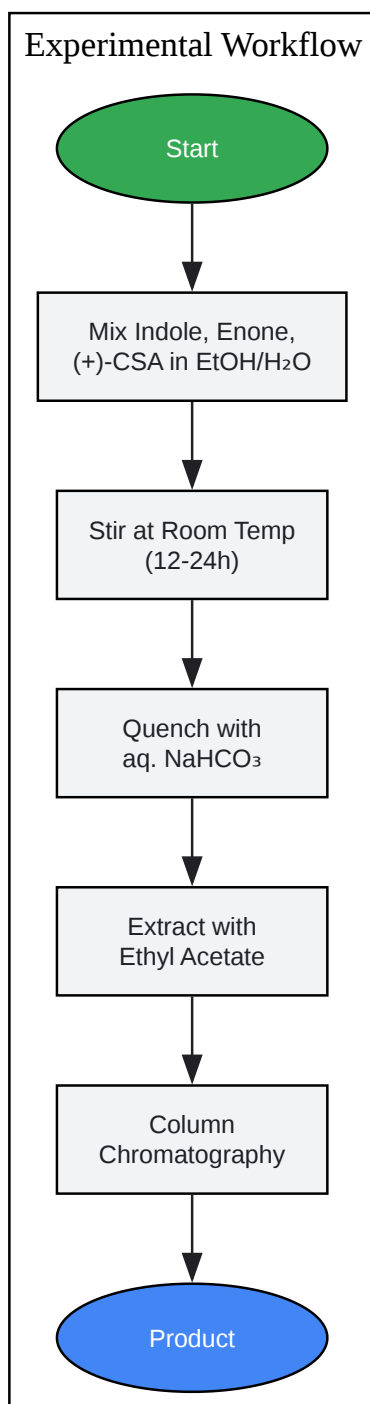 Experimental Workflow
Start
Mix Indole, Enone,
(+)-CSA in EtOH/H₂O
Stir at Room Temp
(12-24h)
Quench with
aq. NaHCO₃
Extract with
Ethyl Acetate
Column
Chromatography
Product